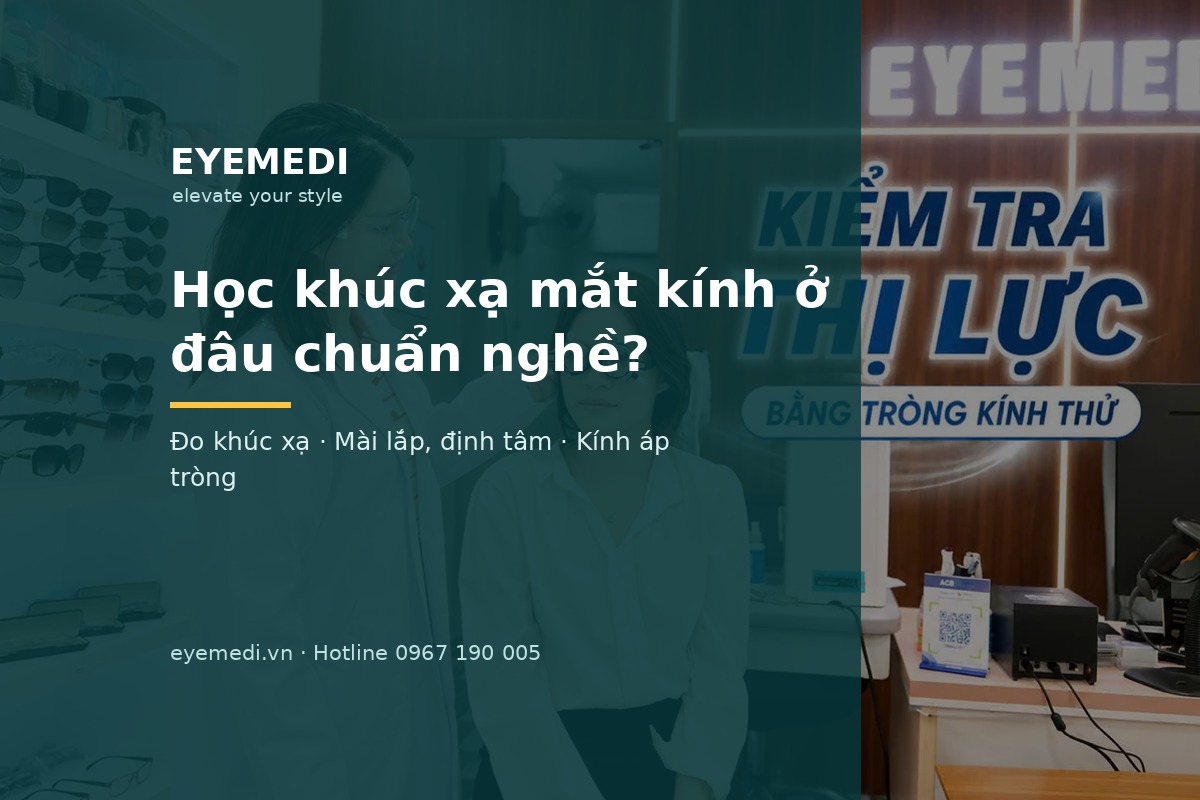 EYEMEDI
elevate your style
Học khúc xạ mắt kính ở
đâu chuẩn nghề?
Đo khúc xạ · Mài lắp, định tâm · Kính áp
tròng
eyemedi.vn · Hotline 0967 190 005
EYEME
KIỂM TRA
THỊ LỰC
BẰNG TRÒNG KÍNH THỬ
ACB